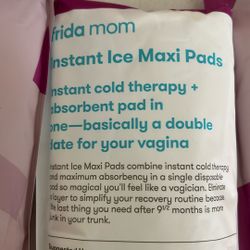 frida mom
Instant Ice Maxi Pads
instant cold therapy +
absorbent pad in
one—basically a double
date for your vagina
Instant Ice Maxi Pads combine instant cold therapy
and maximum absorbency in a single disposable
pad so magical you'll feel like a vagician. Eliminate
a layer to simplify your recovery routine because
the last thing you need after 9 1/2 months is more
junk in your trunk.